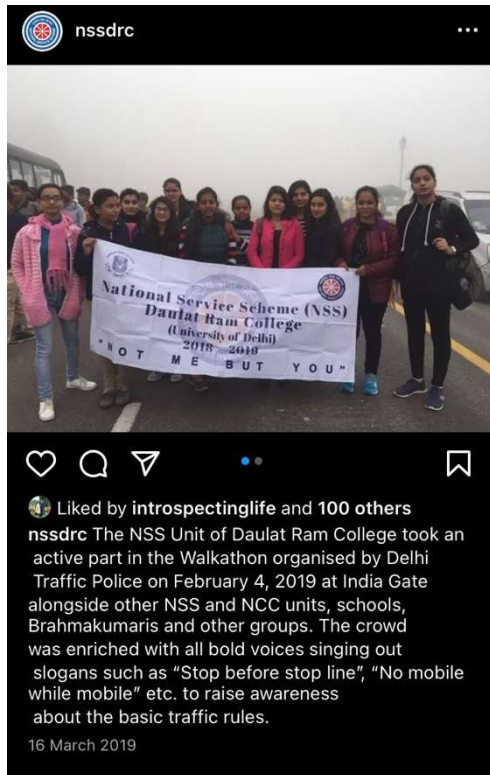 nssdrc
National Service Scheme (NSS)
Daulat Ram College
(University of Delhi)
2018 2019
"NOT ME BUT YOU"
Liked by introspectinglife and 100 others
nssdrc The NSS Unit of Daulat Ram College took an
active part in the Walkathon organised by Delhi
Traffic Police on February 4, 2019 at India Gate
alongside other NSS and NCC units, schools,
Brahmakumaris and other groups. The crowd
was enriched with all bold voices singing out
slogans such as “Stop before stop line”, “No mobile
while mobile” etc. to raise awareness
about the basic traffic rules.
16 March 2019